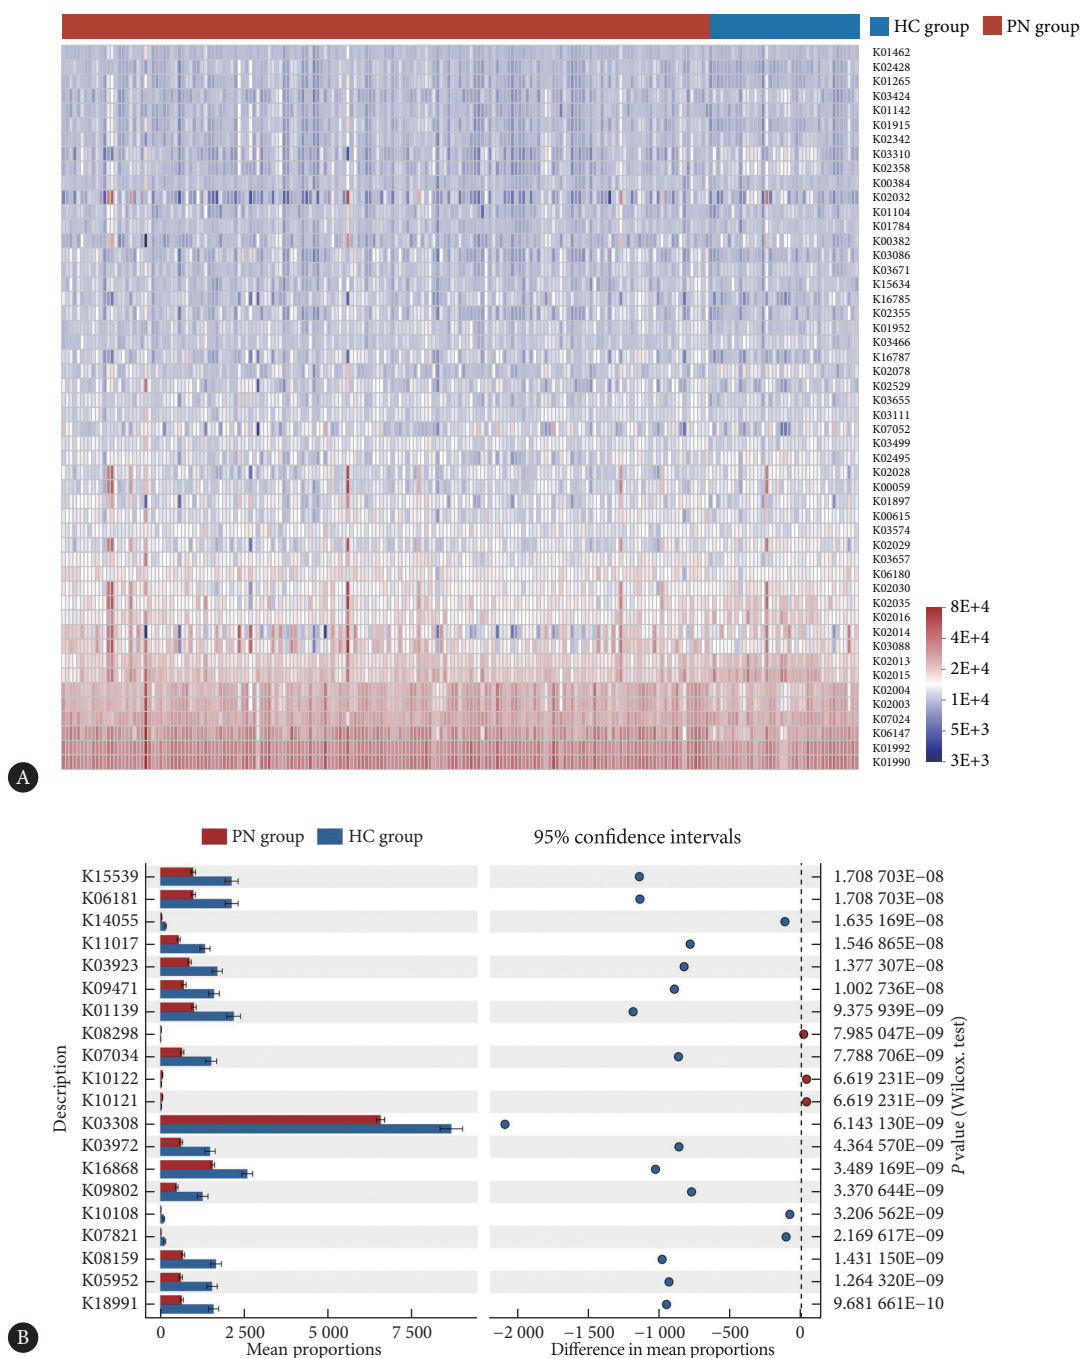 HC group PN group
K01462
K02428
K01265
K03424
K01142
K01915
K02342
K03310
K02358
K00384
K02032
K01104
K01784
K00382
K03086
K03671
K15634
K16785
K02355
K01952
K03466
K16787
K02078
K02529
K03655
K03111
K07052
K03499
K02495
K02028
K00059
K01897
K00615
K03574
K02029
K03657
K06180
K02030
K02035
K02016
K02014
K03088
K02013
K02015
K02004
K02003
K07024
K06147
K01992
K01990
8E+4
4E+4
2E+4
1E+4
5E+3
3E+3
A
PN group HC group 95% confidence intervals
K15539 1.708 703E−08
K06181 1.708 703E−08
K14055 1.635 169E−08
K11017 1.546 865E−08
K03923 1.377 307E−08
K09471 1.002 736E−08
K01139 9.375 939E−09
K08298 7.985 047E−09
K07034 7.788 706E−09
K10122 6.619 231E−09
K10121 6.619 231E−09
K03308 6.143 130E−09
K03972 4.364 570E−09
K16868 3.489 169E−09
K09802 3.370 644E−09
K10108 3.206 562E−09
K07821 2.169 617E−09
K08159 1.431 150E−09
K05952 1.264 320E−09
K18991 9.681 661E−10
Description
P value (Wilcox. test)
0 2 500 5 000 7 500 −2 000 −1 500 −1 000 −500 0
Mean proportions Difference in mean proportions
B